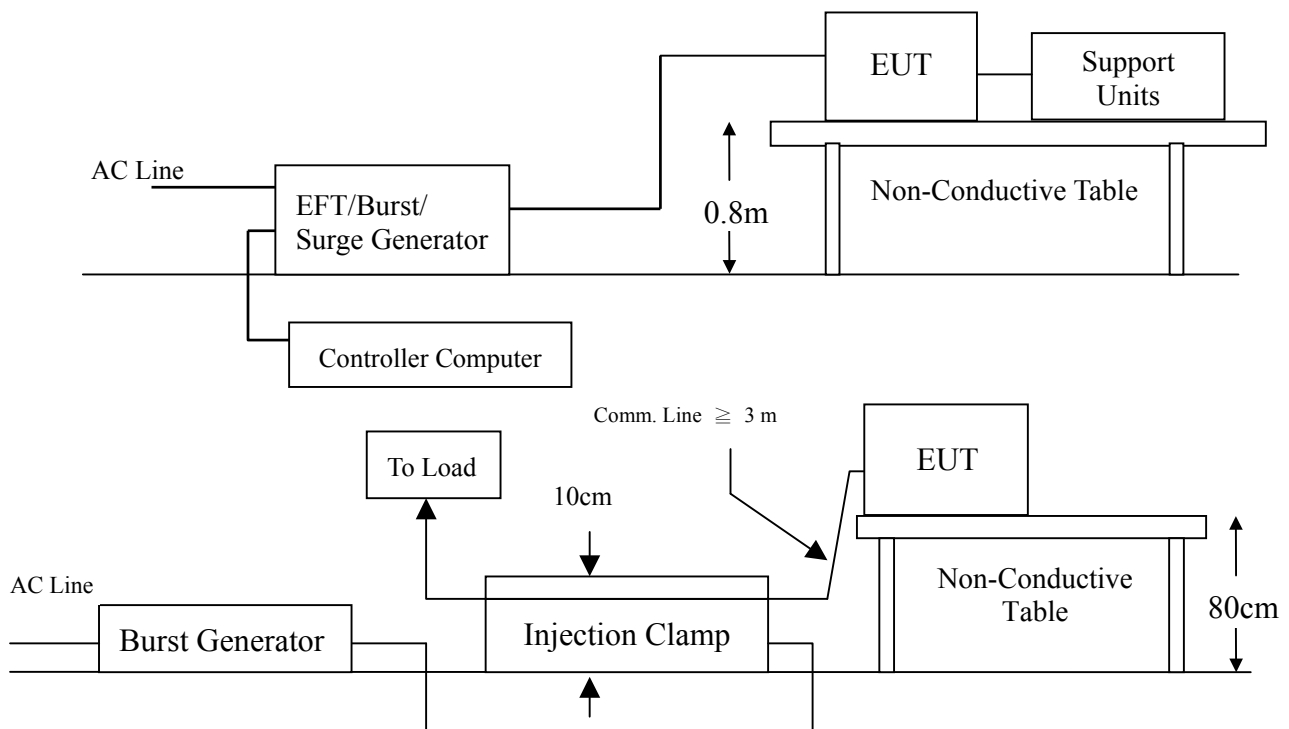 EUT
Support
Units
AC Line
EFT/Burst/
Surge Generator
0.8m
Non-Conductive Table
Controller Computer
Comm. Line ≧ 3 m
To Load
EUT
10cm
AC Line
Non-Conductive
Table
80cm
Burst Generator
Injection Clamp